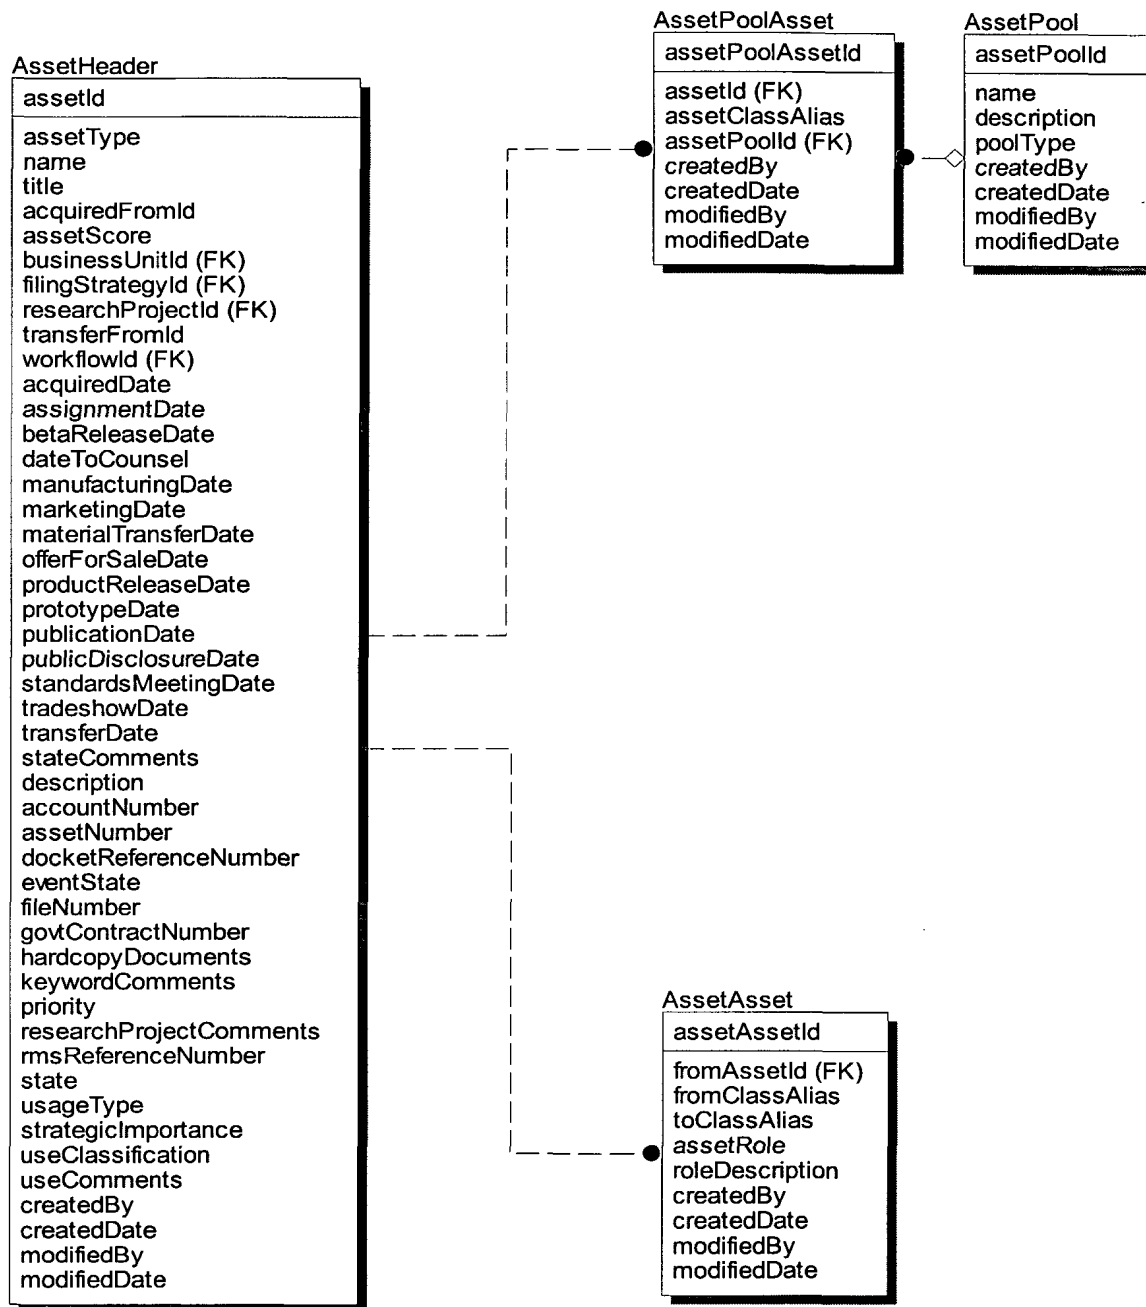 AssetHeader
assetId
assetType
name
title
acquiredFromId
assetScore
businessUnitId (FK)
filingStrategyId (FK)
researchProjectId (FK)
transferFromId
workflowId (FK)
acquiredDate
assignmentDate
betaReleaseDate
dateToCounsel
manufacturingDate
marketingDate
materialTransferDate
offerForSaleDate
productReleaseDate
prototypeDate
publicationDate
publicDisclosureDate
standardsMeetingDate
tradeshowDate
transferDate
stateComments
description
accountNumber
assetNumber
docketReferenceNumber
eventState
fileNumber
govtContractNumber
hardcopyDocuments
keywordComments
priority
researchProjectComments
rmsReferenceNumber
state
usageType
strategicImportance
useClassification
useComments
createdBy
createdDate
modifiedBy
modifiedDate
AssetPoolAsset
assetPoolAssetId
assetId (FK)
assetClassAlias
assetPoolId (FK)
createdBy
createdDate
modifiedBy
modifiedDate
AssetPool
assetPoolId
name
description
poolType
createdBy
createdDate
modifiedBy
modifiedDate
AssetAsset
assetAssetId
fromAssetId (FK)
fromClassAlias
toClassAlias
assetRole
roleDescription
createdBy
createdDate
modifiedBy
modifiedDate